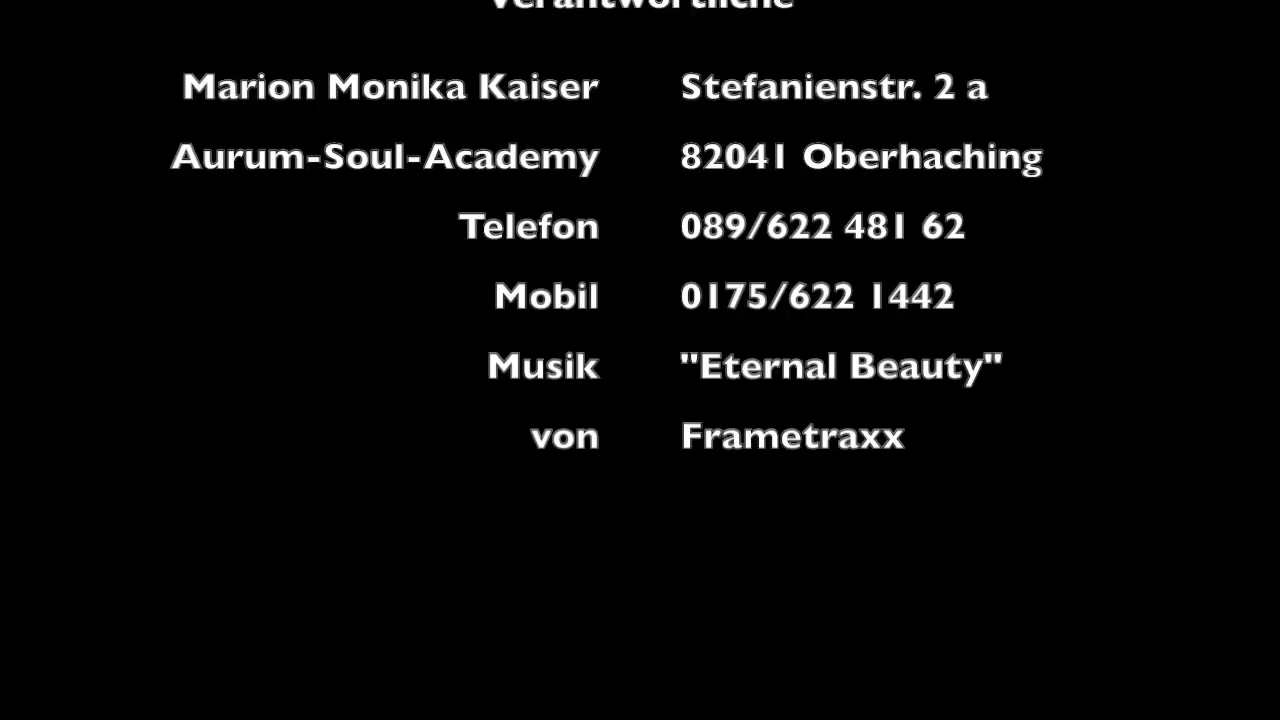 verantwortliche
Marion Monika Kaiser Stefanienstr. 2 a
Aurum-Soul-Academy 82041 Oberhaching
Telefon 089/622 481 62
Mobil 0175/622 1442
Musik "Eternal Beauty"
von Frametraxx